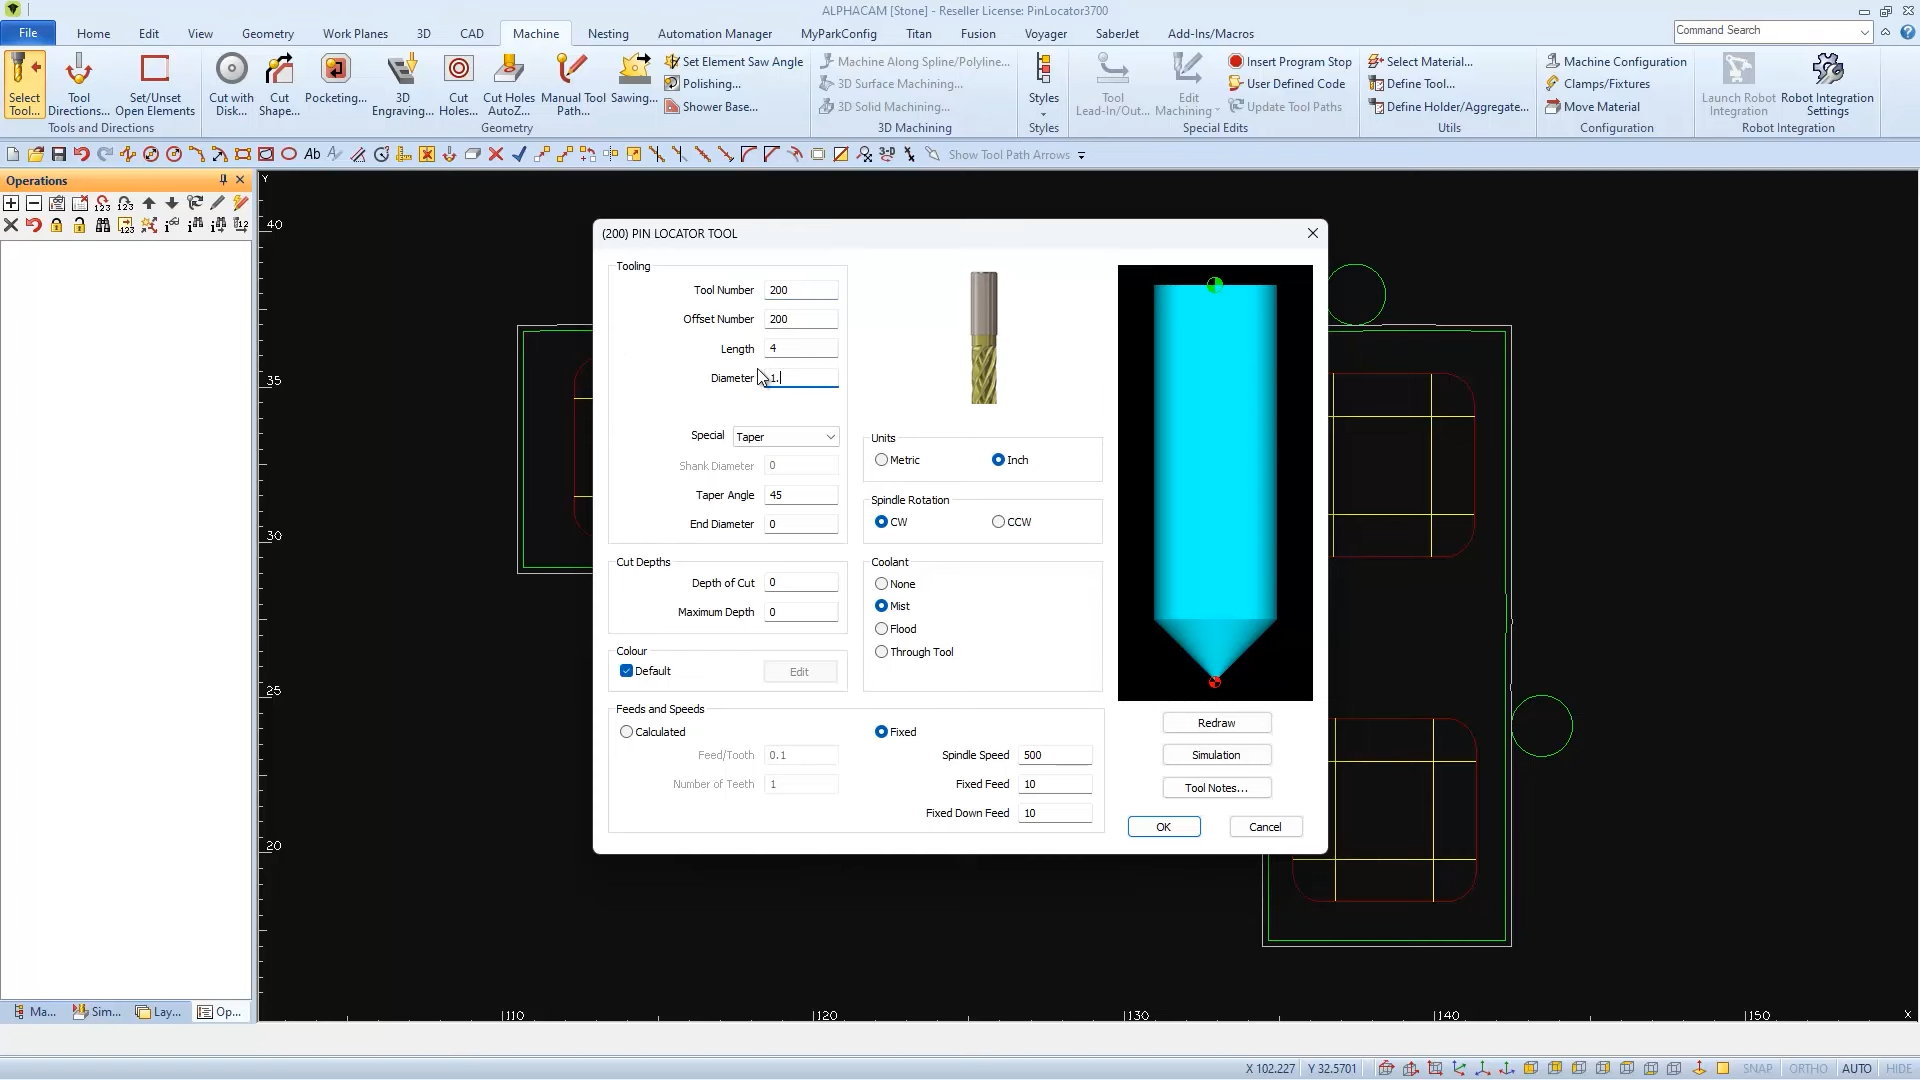 ALPHACAM [Stone] - Reseller License: PinLocator3700
File Home Edit View Geometry Work Planes 3D CAD Machine Nesting Automation Manager MyParkConfig Titan Fusion Voyager SaberJet Add-Ins/Macros Command Search
Select Tool... Tool Directions... Set/Unset Open Elements
Tools and Directions
Cut with Disk... Cut Shape... Pocketing... 3D Engraving... Cut Holes... Cut Holes AutoZ... Manual Tool Path... Sawing...
Set Element Saw Angle
Polishing...
Shower Base...
Geometry
Machine Along Spline/Polyline...
3D Surface Machining...
3D Solid Machining...
3D Machining
Styles
Styles
Tool Lead-In/Out... Edit Machining
Insert Program Stop
User Defined Code
Update Tool Paths
Special Edits
Select Material...
Define Tool...
Define Holder/Aggregate...
Utils
Machine Configuration
Clamps/Fixtures
Move Material
Configuration
Launch Robot Integration Robot Integration Settings
Robot Integration
Ab Show Tool Path Arrows
Operations
Ma... Sim... Lay... Op...
Y
40
35
30
25
20
110 120 130 140 150 X
(200) PIN LOCATOR TOOL
Tooling
Tool Number 200
Offset Number 200
Length 4
Diameter 1.
Special Taper
Shank Diameter 0
Taper Angle 45
End Diameter 0
Cut Depths
Depth of Cut 0
Maximum Depth 0
Colour
Default Edit
Units
Metric Inch
Spindle Rotation
CW CCW
Coolant
None
Mist
Flood
Through Tool
Feeds and Speeds
Calculated Fixed
Feed/Tooth 0.1 Spindle Speed 500
Number of Teeth 1 Fixed Feed 10
Fixed Down Feed 10
Redraw
Simulation
Tool Notes...
OK Cancel
X 102.227 Y 32.5701 SNAP ORTHO AUTO HIDE